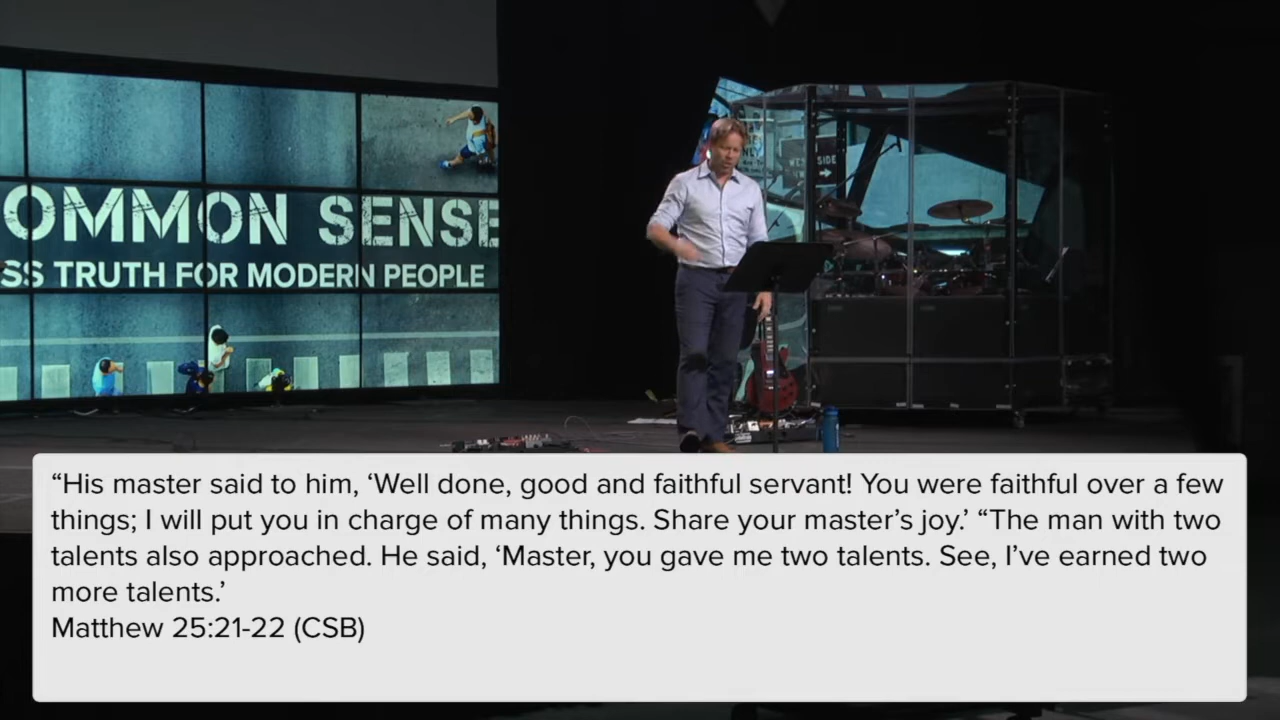 OMMON SENSE
SS TRUTH FOR MODERN PEOPLE
NLY
WEST SIDE
“His master said to him, ‘Well done, good and faithful servant! You were faithful over a few
things; I will put you in charge of many things. Share your master’s joy.’ “The man with two
talents also approached. He said, ‘Master, you gave me two talents. See, I’ve earned two
more talents.’
Matthew 25:21-22 (CSB)